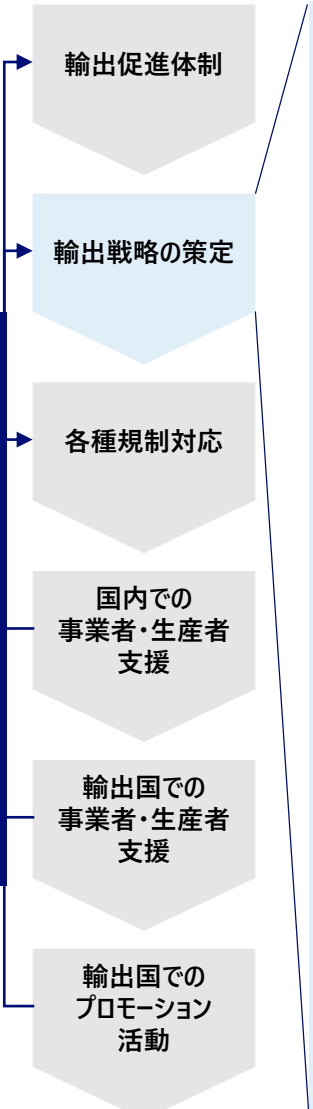 輸出促進体制
輸出戦略の策定
各種規制対応
国内での
事業者・生産者
支援
輸出国での
事業者・生産者
支援
輸出国での
プロモーション
活動